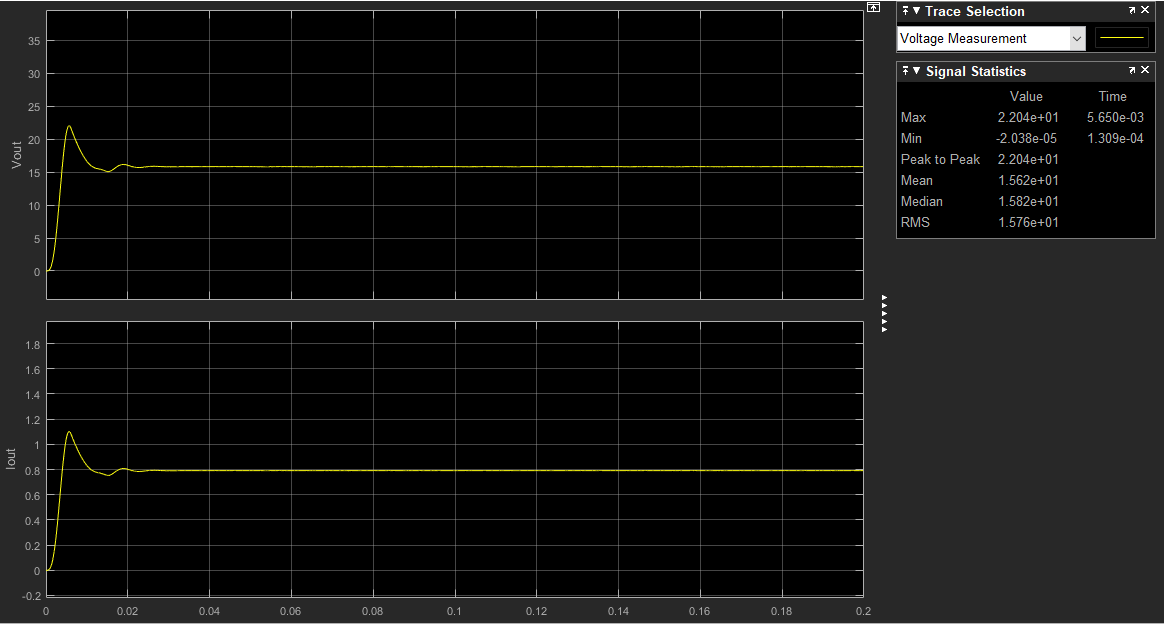 Vout
35
30
25
20
15
10
5
0
Iout
1.8
1.6
1.4
1.2
1
0.8
0.6
0.4
0.2
0
-0.2
0 0.02 0.04 0.06 0.08 0.1 0.12 0.14 0.16 0.18 0.2
Trace Selection
Voltage Measurement
Signal Statistics
Value Time
Max 2.204e+01 5.650e-03
Min -2.038e-05 1.309e-04
Peak to Peak 2.204e+01
Mean 1.562e+01
Median 1.582e+01
RMS 1.576e+01